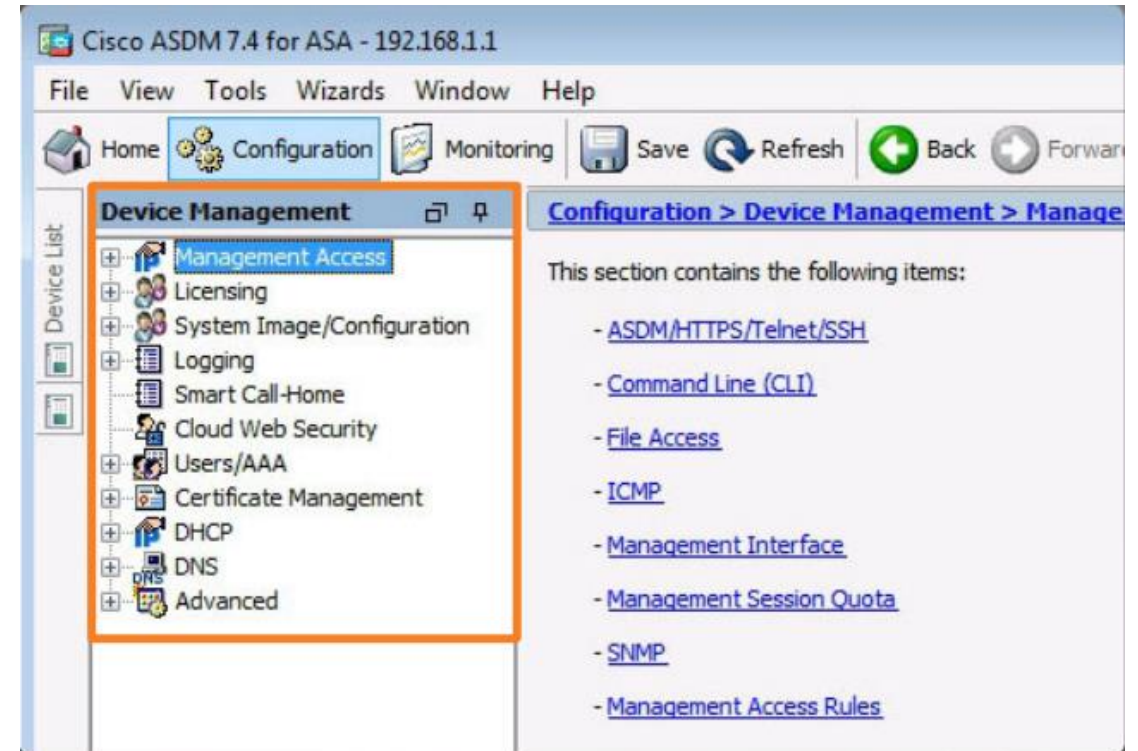 Cisco ASDM 7.4 for ASA - 192.168.1.1
File View Tools Wizards Window Help
Home Configuration Monitoring Save Refresh Back Forwar
Device List
Device Management
Management Access
Licensing
System Image/Configuration
Logging
Smart Call-Home
Cloud Web Security
Users/AAA
Certificate Management
DHCP
DNS
Advanced
Configuration > Device Management > Manage
This section contains the following items:
- ASDM/HTTPS/Telnet/SSH
- Command Line (CLI)
- File Access
- ICMP
- Management Interface
- Management Session Quota
- SNMP
- Management Access Rules